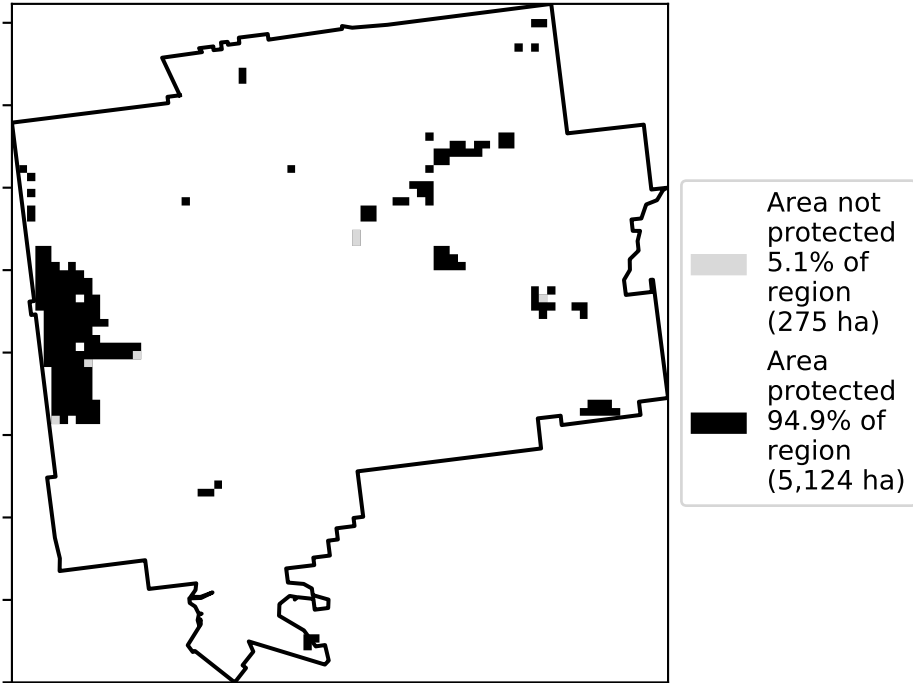 Area not
protected
5.1% of
region
(275 ha)
Area
protected
94.9% of
region
(5,124 ha)